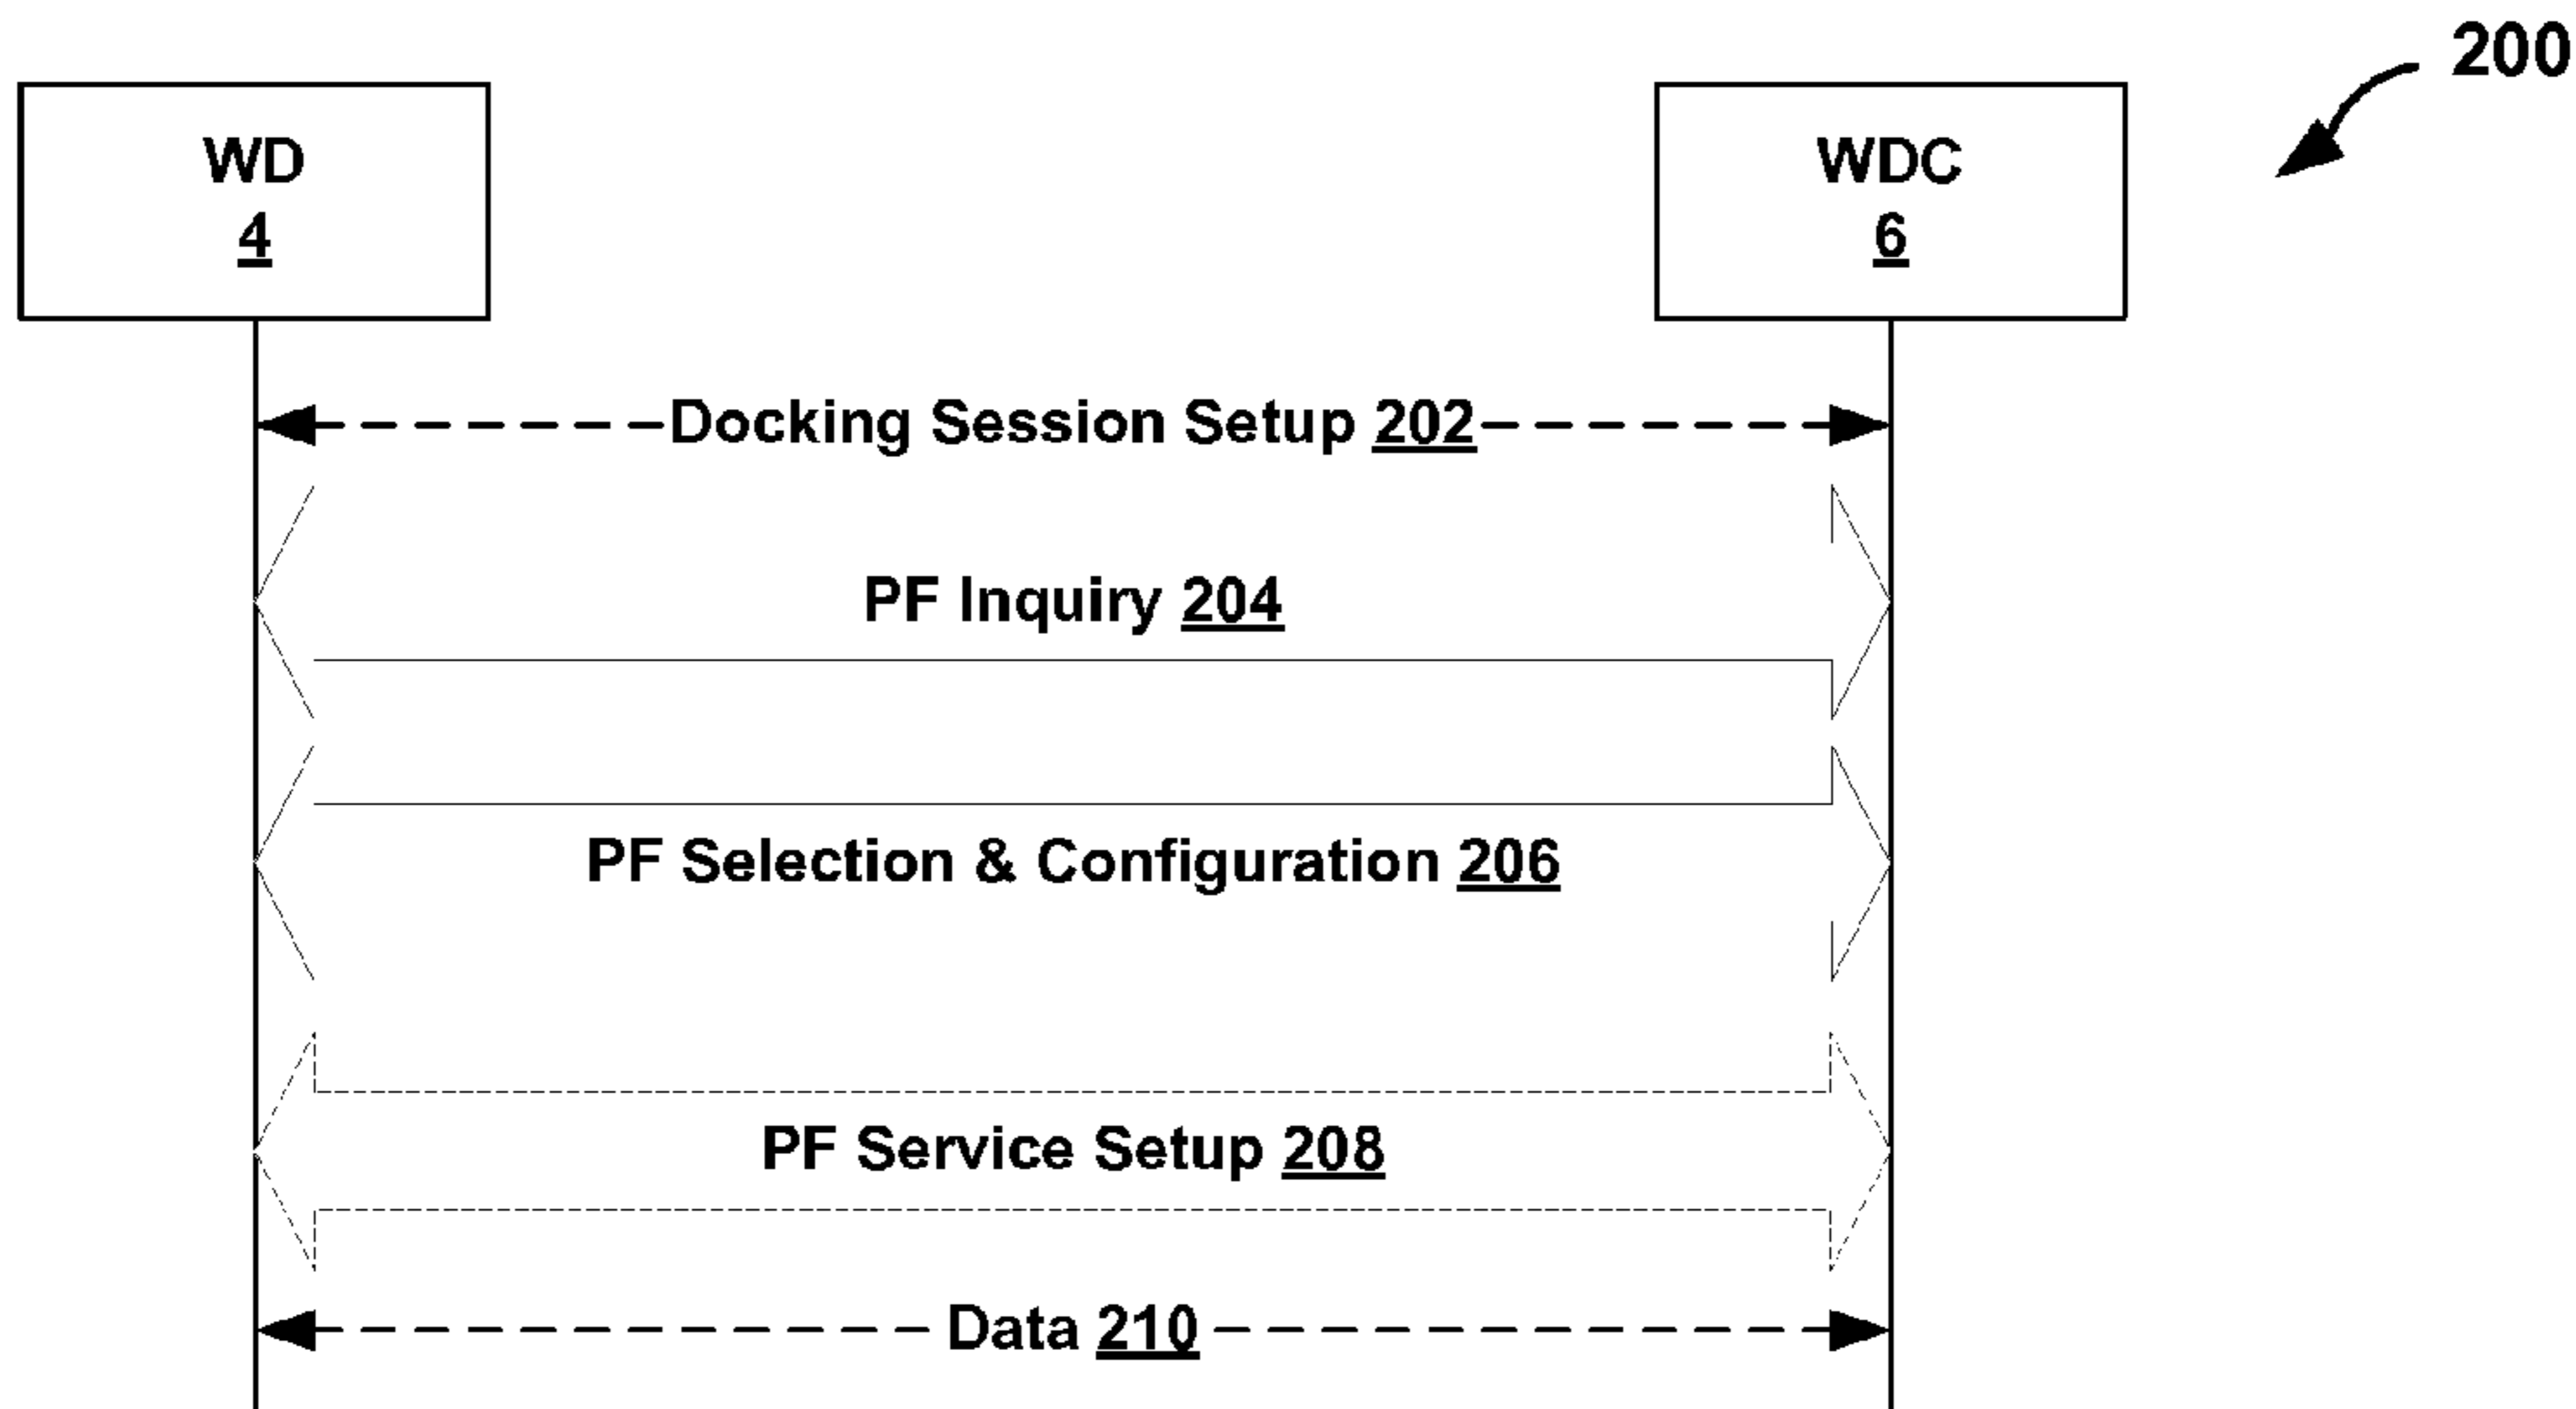 200
WD
4
WDC
6
Docking Session Setup 202
PF Inquiry 204
PF Selection & Configuration 206
PF Service Setup 208
Data 210